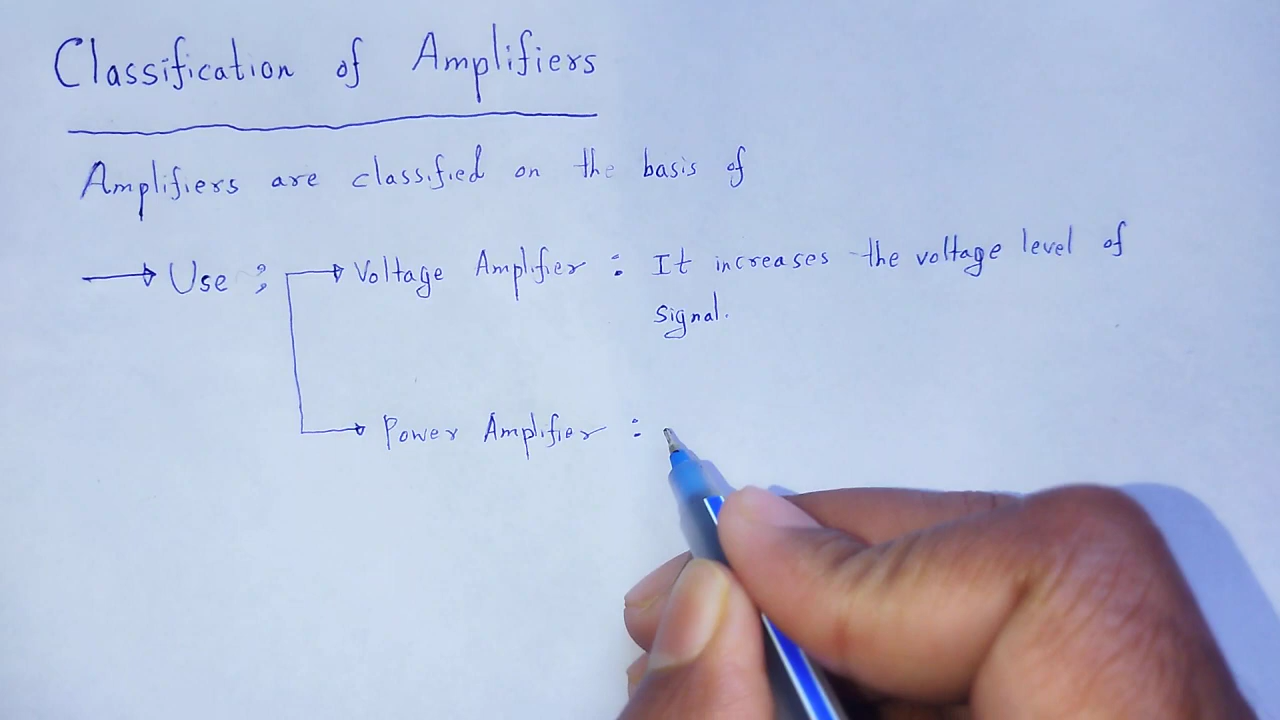 Classification of Amplifiers
Amplifiers are classified on the basis of
Use : Voltage Amplifier : It increases the voltage level of
signal.
Power Amplifier :